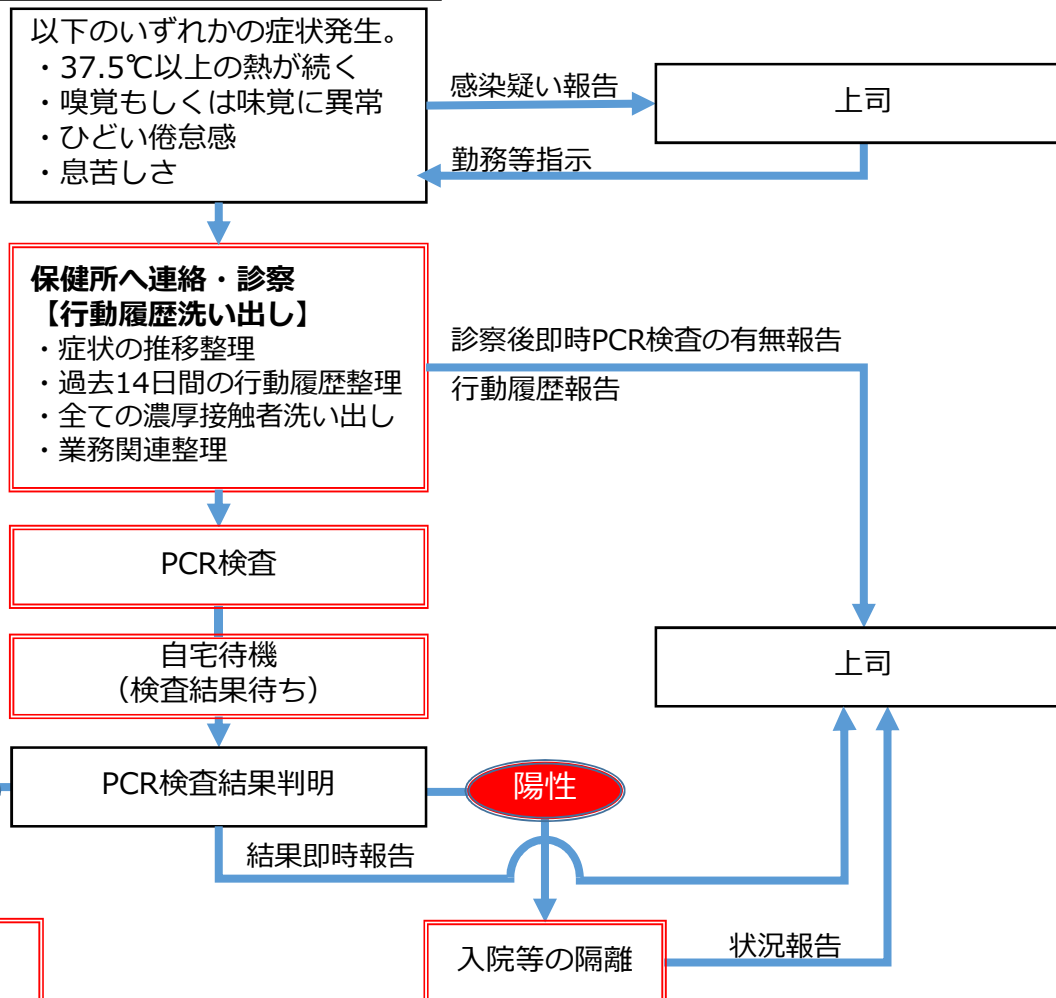 以下のいずれかの症状発生。
・37.5℃以上の熱が続く
・嗅覚もしくは味覚に異常
・ひどい倦怠感
・息苦しさ
感染疑い報告
上司
勤務等指示
保健所へ連絡・診察
【行動履歴洗い出し】
・症状の推移整理
・過去14日間の行動履歴整理
・全ての濃厚接触者洗い出し
・業務関連整理
診察後即時PCR検査の有無報告
行動履歴報告
PCR検査
自宅待機
（検査結果待ち）
上司
PCR検査結果判明
陽性
結果即時報告
入院等の隔離
状況報告